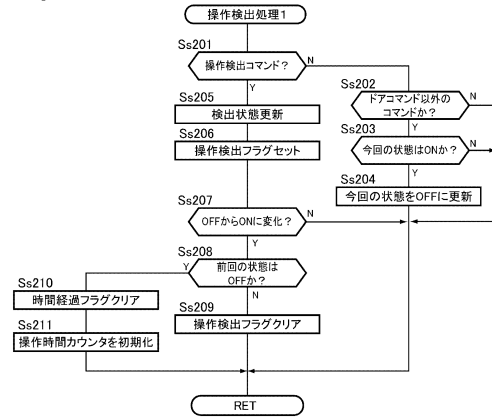 操作検出処理1
Ss201
操作検出コマンド?
N
Y
Ss202
ドアコマンド以外の
コマンドか?
N
Y
Ss205
検出状態更新
Ss203
今回の状態はONか?
N
Y
Ss206
操作検出フラグセット
Ss204
今回の状態をOFFに更新
Ss207
OFFからONに変化?
N
Y
Ss208
前回の状態は
OFFか?
Y
N
Ss210
時間経過フラグクリア
Ss209
操作検出フラグクリア
Ss211
操作時間カウンタを初期化
RET